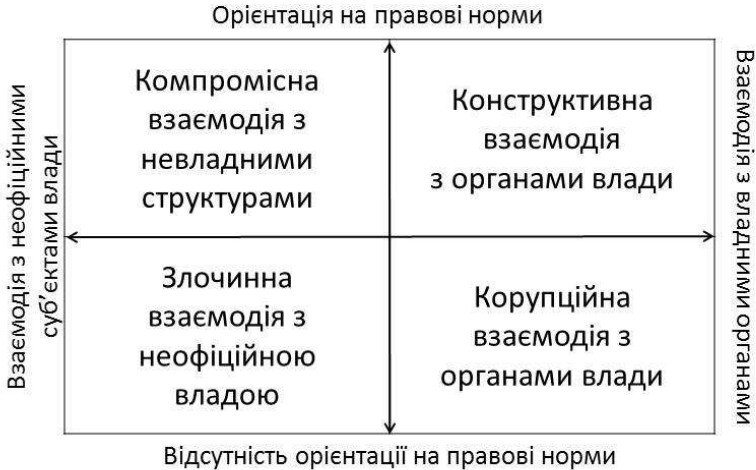 Орієнтація на правові норми
Взаємодія з неофіційними
суб'єктами влади
Компромісна
взаємодія з
невладними
структурами
Конструктивна
взаємодія
з органами влади
Взаємодія з владними органами
Злочинна
взаємодія з
неофіційною
владою
Корупційна
взаємодія з
органами влади
Відсутність орієнтації на правові норми